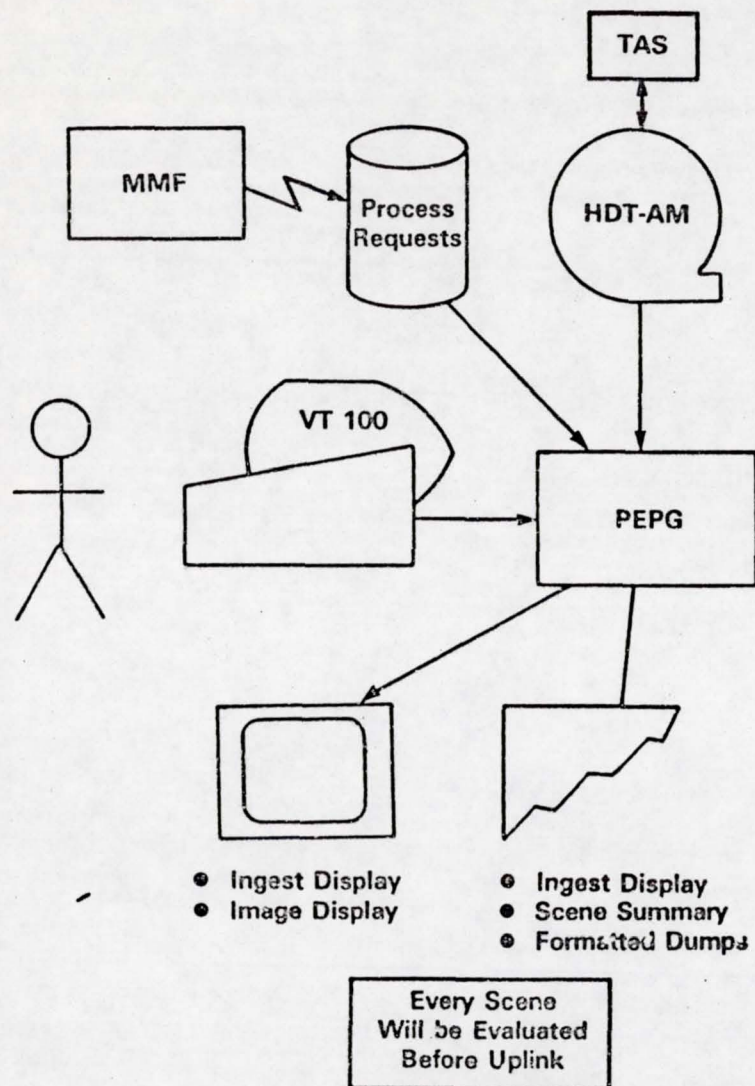 TAS
MMF
Process
Requests
HDT-AM
VT 100
PEPG
● Ingest Display
● Image Display
● Ingest Display
● Scene Summary
● Formatted Dumps
Every Scene
Will be Evaluated
Before Uplink